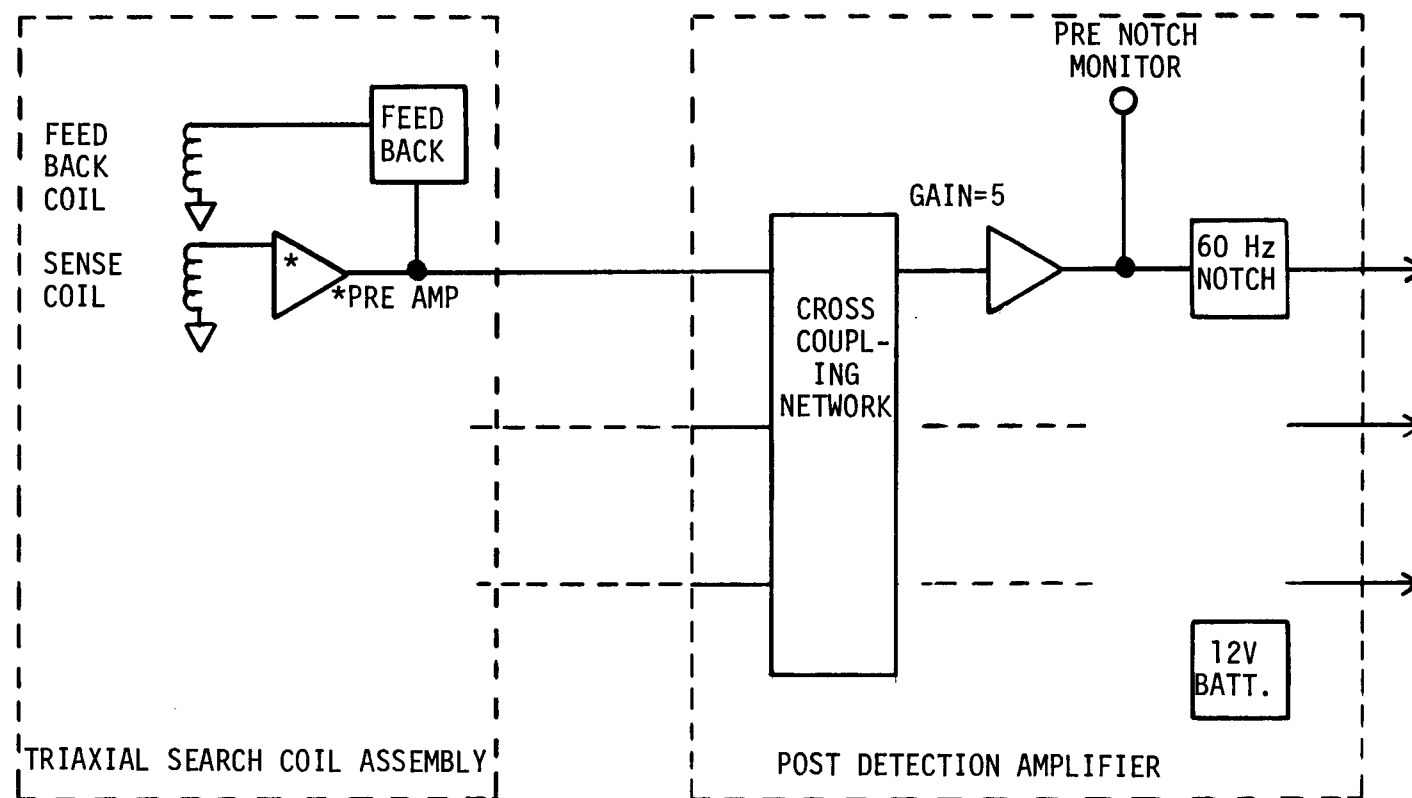 FEED
BACK
COIL
FEED
BACK
SENSE
COIL
*
*PRE AMP
TRIAXIAL SEARCH COIL ASSEMBLY
PRE NOTCH
MONITOR
GAIN=5
60 Hz
NOTCH
CROSS
COUPL-
ING
NETWORK
12V
BATT.
POST DETECTION AMPLIFIER